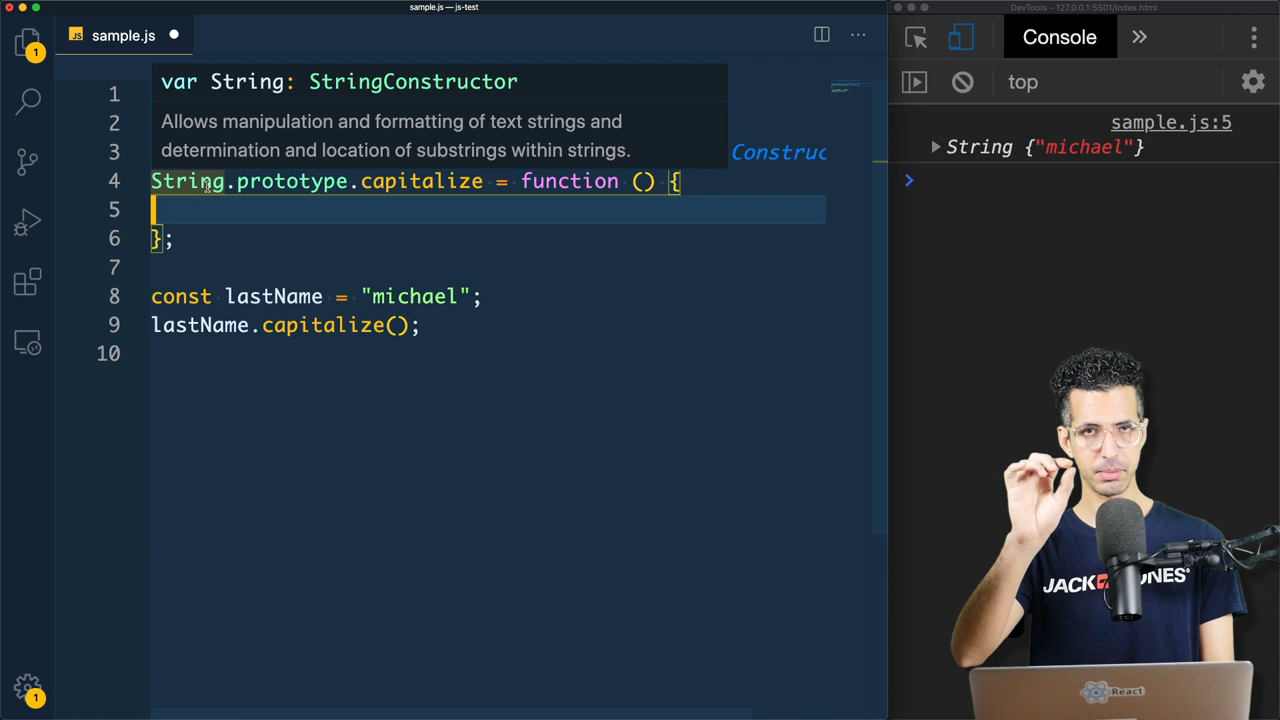 sample.js — js-test
DevTools - 127.0.0.1:5501/index.html
sample.js
Console
top
1
1
2
3
4
5
6
7
8
9
10
var String: StringConstructor
Allows manipulation and formatting of text strings and
determination and location of substrings within strings.
Construc
String.prototype.capitalize = function () {
};
const lastName = "michael";
lastName.capitalize();
sample.js:5
String {"michael"}
JACK JONES
React
1